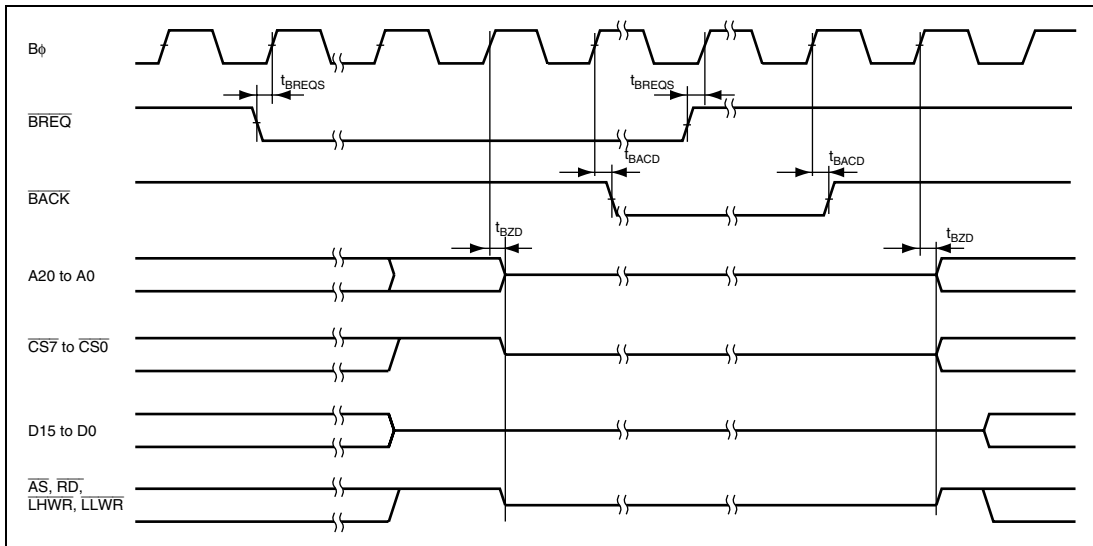 Bφ
tBREQS
tBREQS
BREQ
tBACD
tBACD
BACK
tBZD
tBZD
A20 to A0
CS7 to CS0
D15 to D0
AS, RD,
LHWR, LLWR